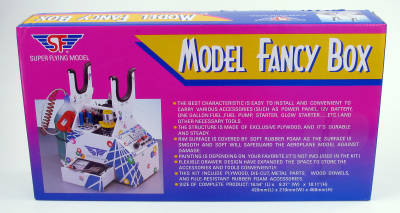 SF
SUPER FLYING MODEL
MODEL FANCY BOX
THE BEST CHARACTERISTIC IS EASY TO INSTALL AND CONVENIENT TO
CARRY VARIOUS ACCESSORIES (SUCH AS POWER PANEL, 12V BATTERY,
ONE GALLON FUEL, FUEL PUMP, STARTER, GLOW STARTER....ETC.) AND
OTHER NECESSARY TOOLS.
THE STRUCTURE IS MADE OF EXCLUSIVE PLYWOOD, AND IT'S DURABLE
AND STEADY.
RIM SURFACE IS COVERED BY SOFT RUBBER FOAM AS THE SURFACE IS
SMOOTH AND SOFT WILL SAFEGUARD THE AEROPLANE MODEL AGAINST
DAMAGE.
PAINTING IS DEPENDING ON YOUR FAVORITE (IT'S NOT INCLUDED IN THE KIT)
FLEXIBLE DRAWER DESIGN HAVE EXPANDED THE SPACE TO STORE THE
ACCESSORIES AND TOOLS CONVENIENTLY.
THIS KIT INCLUDE PLYWOOD, DIE-CUT, METAL PARTS, WOOD DOWELS,
AND FULL-RESISTANT RUBBER FOAM ACCESSORIES.
SIZE OF COMPLETE PRODUCT: